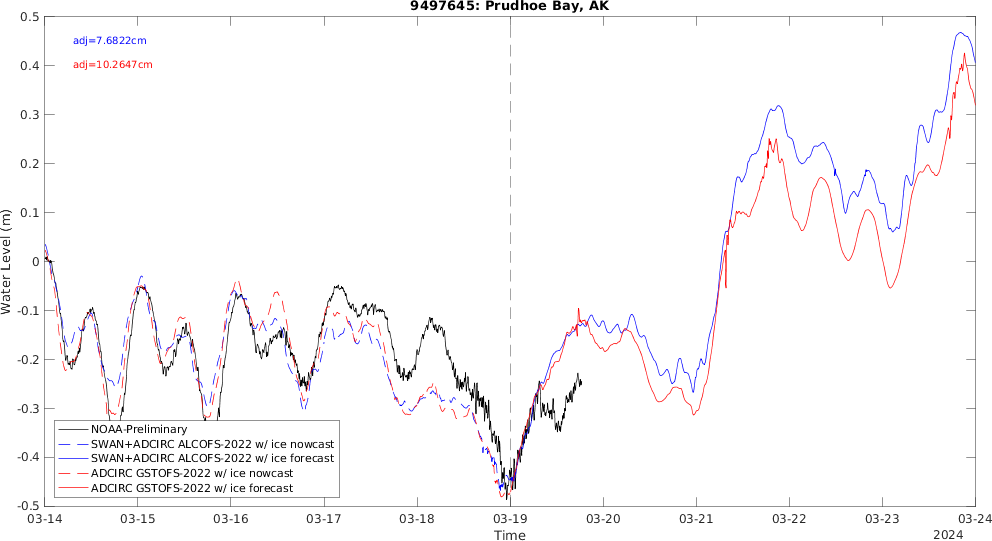 9497645: Prudhoe Bay, AK
adj=7.6822cm
adj=10.2647cm
Water Level (m)
0.5
0.4
0.3
0.2
0.1
0
-0.1
-0.2
-0.3
-0.4
-0.5
NOAA-Preliminary
SWAN+ADCIRC ALCOFS-2022 w/ ice nowcast
SWAN+ADCIRC ALCOFS-2022 w/ ice forecast
ADCIRC GSTOFS-2022 w/ ice nowcast
ADCIRC GSTOFS-2022 w/ ice forecast
03-14 03-15 03-16 03-17 03-18 03-19 03-20 03-21 03-22 03-23 03-24
Time
2024